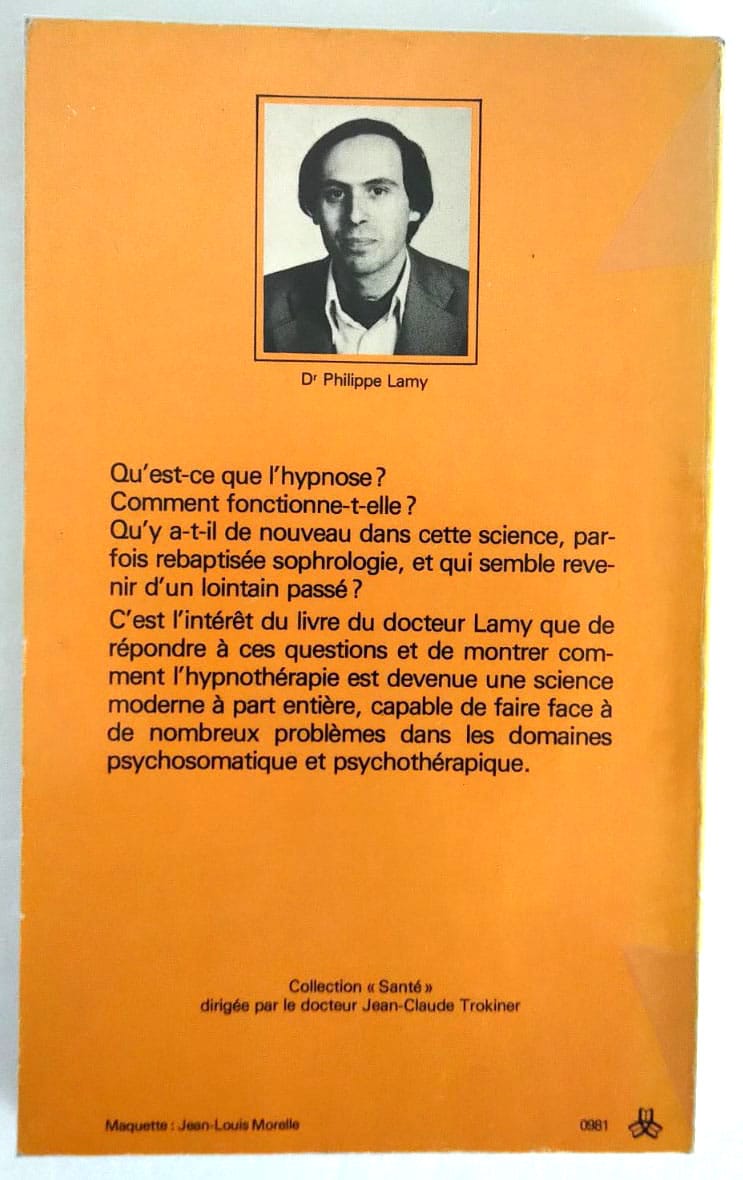 Dr Philippe Lamy
Qu'est-ce que l'hypnose ?
Comment fonctionne-t-elle ?
Qu'y a-t-il de nouveau dans cette science, par-
fois rebaptisée sophrologie, et qui semble reve-
nir d'un lointain passé ?
C'est l'intérêt du livre du docteur Lamy que de
répondre à ces questions et de montrer com-
ment l'hypnothérapie est devenue une science
moderne à part entière, capable de faire face à
de nombreux problèmes dans les domaines
psychosomatique et psychothérapique.
Collection « Santé »
dirigée par le docteur Jean-Claude Trokiner
Maquette : Jean-Louis Morelle
0981